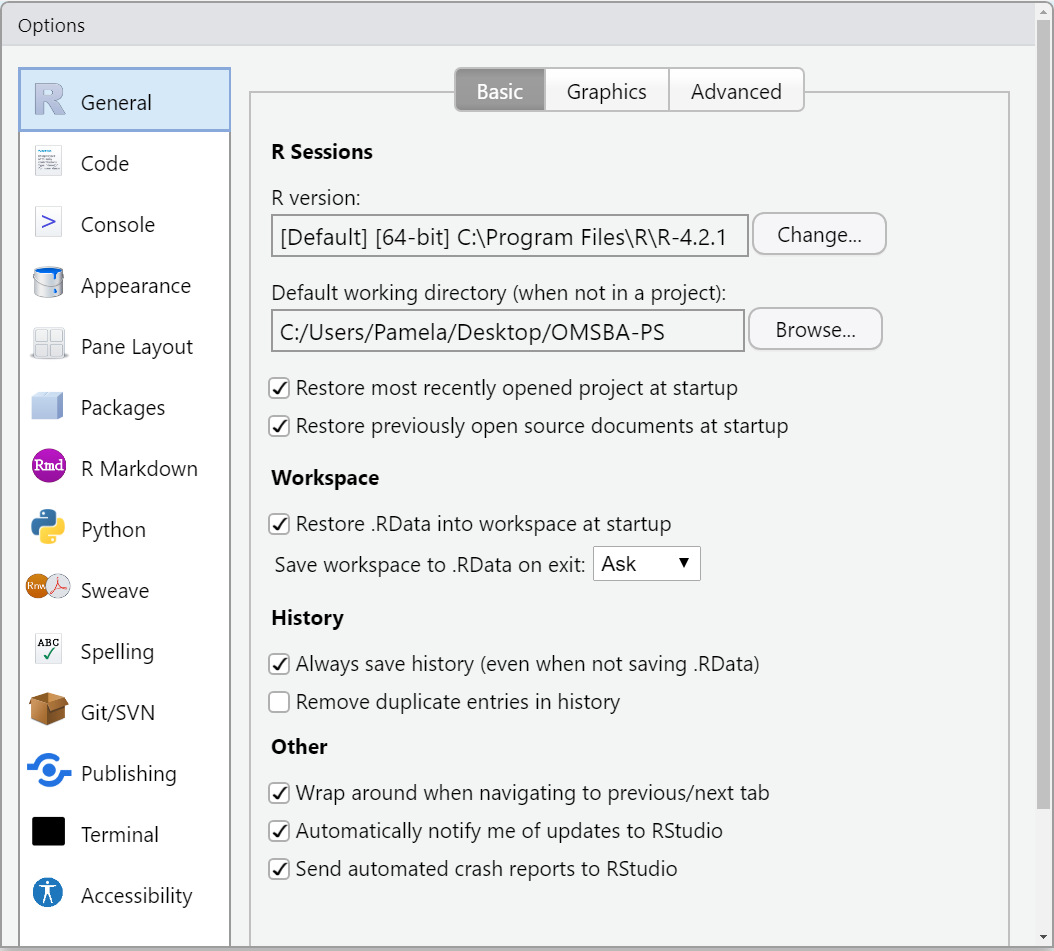 Options
General
Code
Console
Appearance
Pane Layout
Packages
Rmd
R Markdown
Python
Rnw
Sweave
ABC
Spelling
Git/SVN
Publishing
Terminal
Accessibility
Basic Graphics Advanced
R Sessions
R version:
[Default] [64-bit] C:\Program Files\R\R-4.2.1 Change...
Default working directory (when not in a project):
C:/Users/Pamela/Desktop/OMSBA-PS Browse...
Restore most recently opened project at startup
Restore previously open source documents at startup
Workspace
Restore .RData into workspace at startup
Save workspace to .RData on exit: Ask
History
Always save history (even when not saving .RData)
Remove duplicate entries in history
Other
Wrap around when navigating to previous/next tab
Automatically notify me of updates to RStudio
Send automated crash reports to RStudio